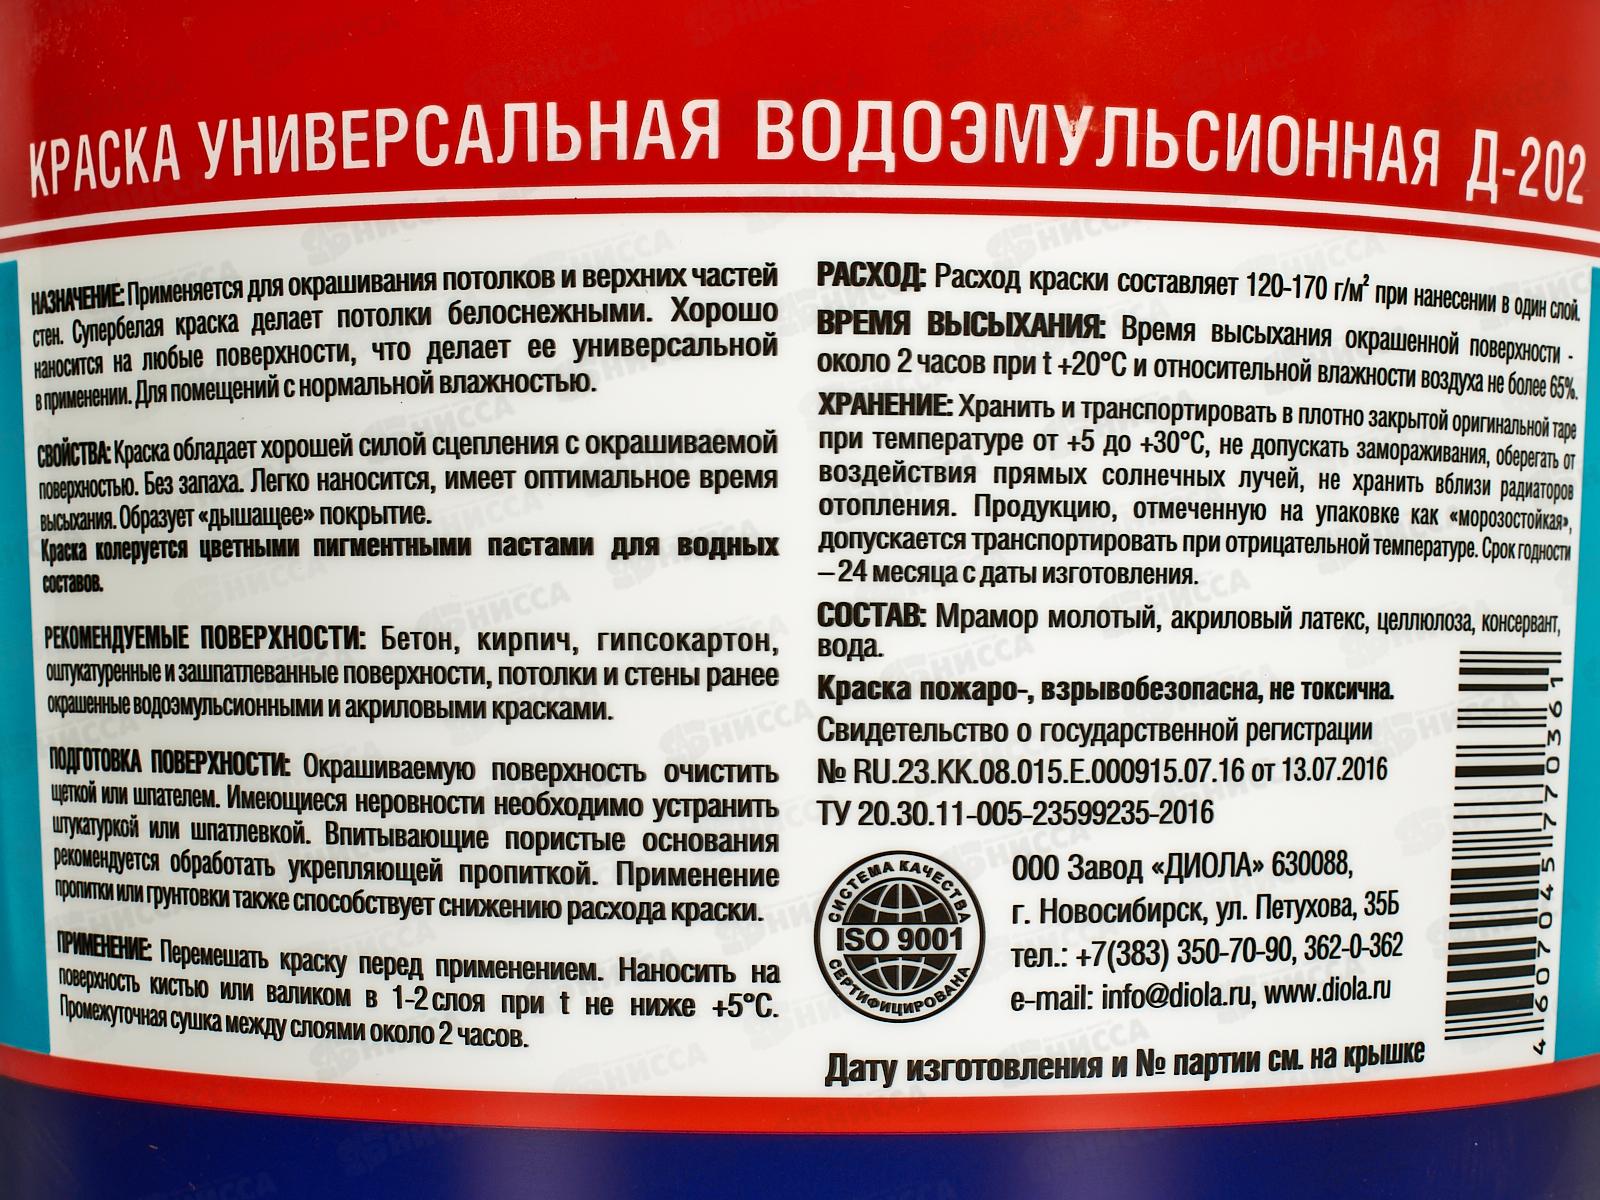 КРАСКА УНИВЕРСАЛЬНАЯ ВОДОЭМУЛЬСИОННАЯ Д-202
НАЗНАЧЕНИЕ: Применяется для окрашивания потолков и верхних частей
стен. Супербелая краска делает потолки белоснежными. Хорошо
наносится на любые поверхности, что делает ее универсальной
в применении. Для помещений с нормальной влажностью.
СВОЙСТВА: Краска обладает хорошей силой сцепления с окрашиваемой
поверхностью. Без запаха. Легко наносится, имеет оптимальное время
высыхания. Образует «дышащее» покрытие.
Краска колеруется цветными пигментными пастами для водных
составов.
РЕКОМЕНДУЕМЫЕ ПОВЕРХНОСТИ: Бетон, кирпич, гипсокартон,
оштукатуренные и зашпатлеванные поверхности, потолки и стены ранее
окрашенные водоэмульсионными и акриловыми красками.
ПОДГОТОВКА ПОВЕРХНОСТИ: Окрашиваемую поверхность очистить
щеткой или шпателем. Имеющиеся неровности необходимо устранить
штукатуркой или шпатлевкой. Впитывающие пористые основания
рекомендуется обработать укрепляющей пропиткой. Применение
пропитки или грунтовки также способствует снижению расхода краски.
ПРИМЕНЕНИЕ: Перемешать краску перед применением. Наносить на
поверхность кистью или валиком в 1-2 слоя при t не ниже +5°С.
Промежуточная сушка между слоями около 2 часов.
РАСХОД: Расход краски составляет 120-170 г/м² при нанесении в один слой.
ВРЕМЯ ВЫСЫХАНИЯ: Время высыхания окрашенной поверхности -
около 2 часов при t +20°С и относительной влажности воздуха не более 65%.
ХРАНЕНИЕ: Хранить и транспортировать в плотно закрытой оригинальной таре
при температуре от +5 до +30°С, не допускать замораживания, оберегать от
воздействия прямых солнечных лучей, не хранить вблизи радиаторов
отопления. Продукцию, отмеченную на упаковке как «морозостойкая»,
допускается транспортировать при отрицательной температуре. Срок годности
– 24 месяца с даты изготовления.
СОСТАВ: Мрамор молотый, акриловый латекс, целлюлоза, консервант,
вода.
Краска пожаро-, взрывобезопасна, не токсична.
Свидетельство о государственной регистрации
№ RU.23.КК.08.015.Е.000915.07.16 от 13.07.2016
ТУ 20.30.11-005-23599235-2016
СИСТЕМА КАЧЕСТВА
ISO 9001
СЕРТИФИЦИРОВАНА
ООО Завод «ДИОЛА» 630088,
г. Новосибирск, ул. Петухова, 35Б
тел.: +7(383) 350-70-90, 362-0-362
e-mail: info@diola.ru, www.diola.ru
Дату изготовления и № партии см. на крышке
4 607045 770361